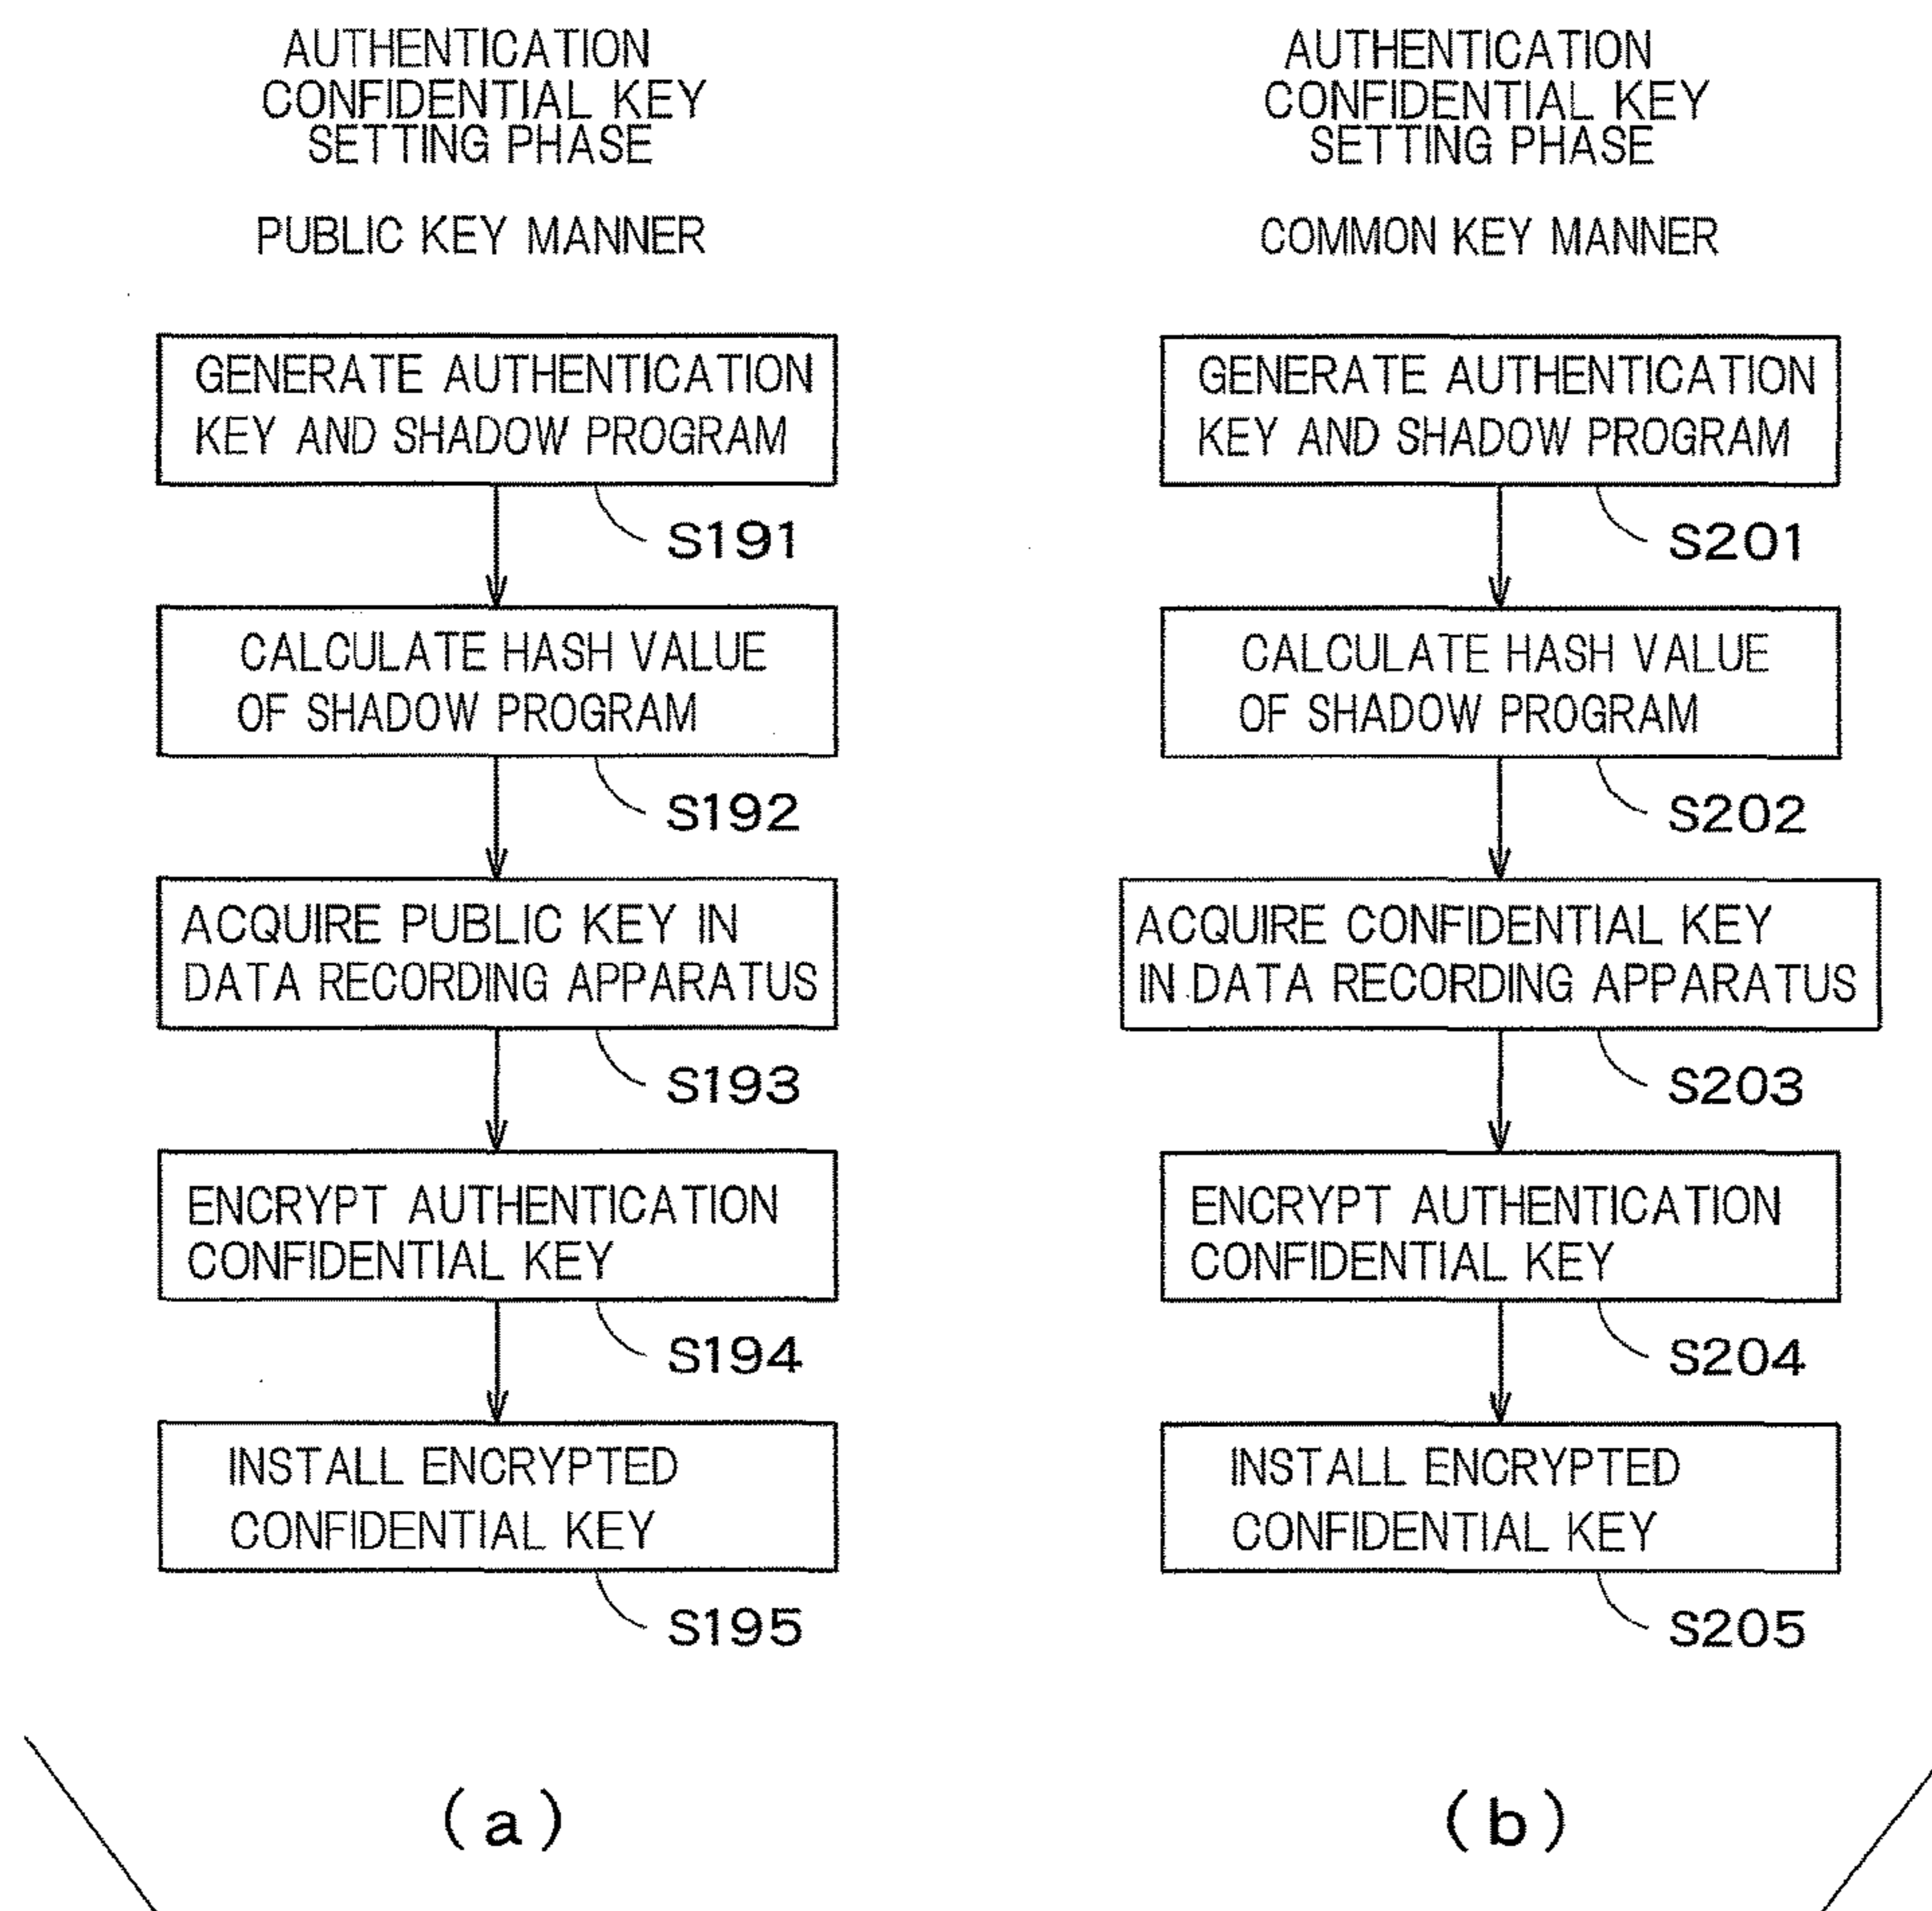 AUTHENTICATION
CONFIDENTIAL KEY
SETTING PHASE
PUBLIC KEY MANNER
GENERATE AUTHENTICATION
KEY AND SHADOW PROGRAM
S191
CALCULATE HASH VALUE
OF SHADOW PROGRAM
S192
ACQUIRE PUBLIC KEY IN
DATA RECORDING APPARATUS
S193
ENCRYPT AUTHENTICATION
CONFIDENTIAL KEY
S194
INSTALL ENCRYPTED
CONFIDENTIAL KEY
S195
(a)
AUTHENTICATION
CONFIDENTIAL KEY
SETTING PHASE
COMMON KEY MANNER
GENERATE AUTHENTICATION
KEY AND SHADOW PROGRAM
S201
CALCULATE HASH VALUE
OF SHADOW PROGRAM
S202
ACQUIRE CONFIDENTIAL KEY
IN DATA RECORDING APPARATUS
S203
ENCRYPT AUTHENTICATION
CONFIDENTIAL KEY
S204
INSTALL ENCRYPTED
CONFIDENTIAL KEY
S205
(b)